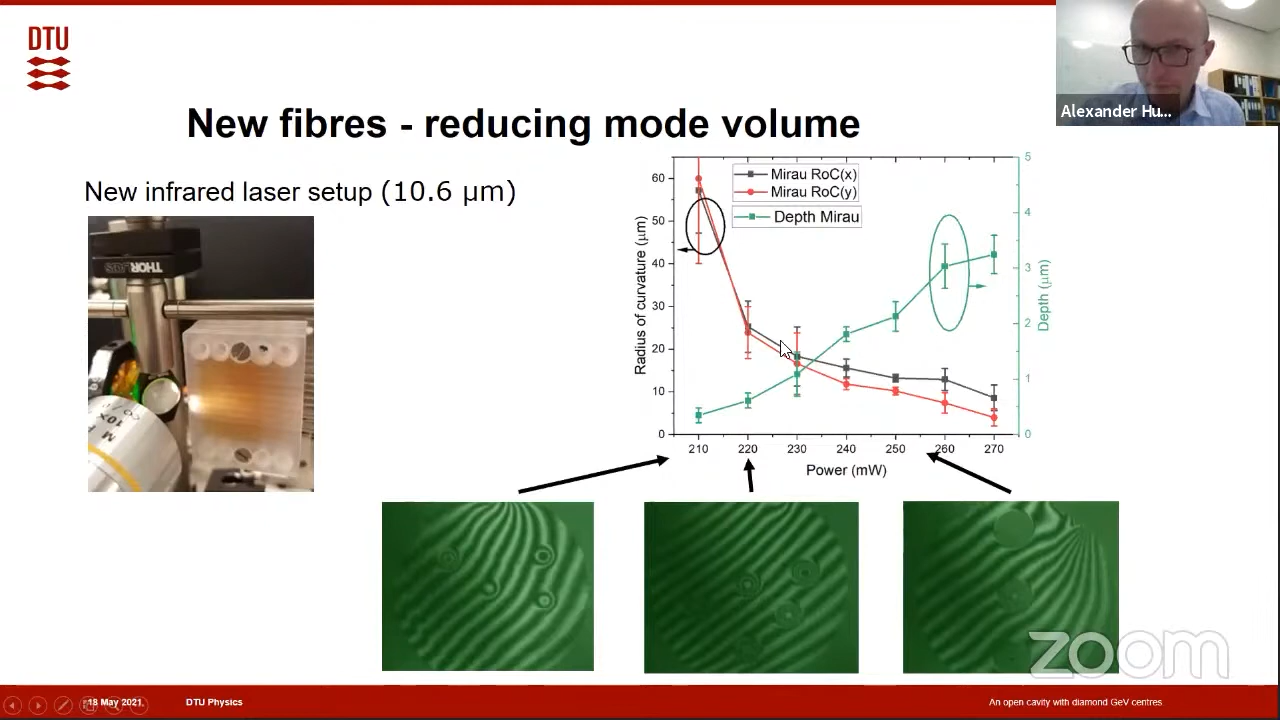 DTU
Alexander Hu...
New fibres - reducing mode volume
New infrared laser setup (10.6 µm)
THORLABS
10x
Mirau RoC(x)
Mirau RoC(y)
Depth Mirau
Radius of curvature (µm)
60
50
40
30
20
10
0
5
4
3
2
1
0
Depth (µm)
210 220 230 240 250 260 270
Power (mW)
zoom
18 May 2021
DTU Physics
An open cavity with diamond GeV centres